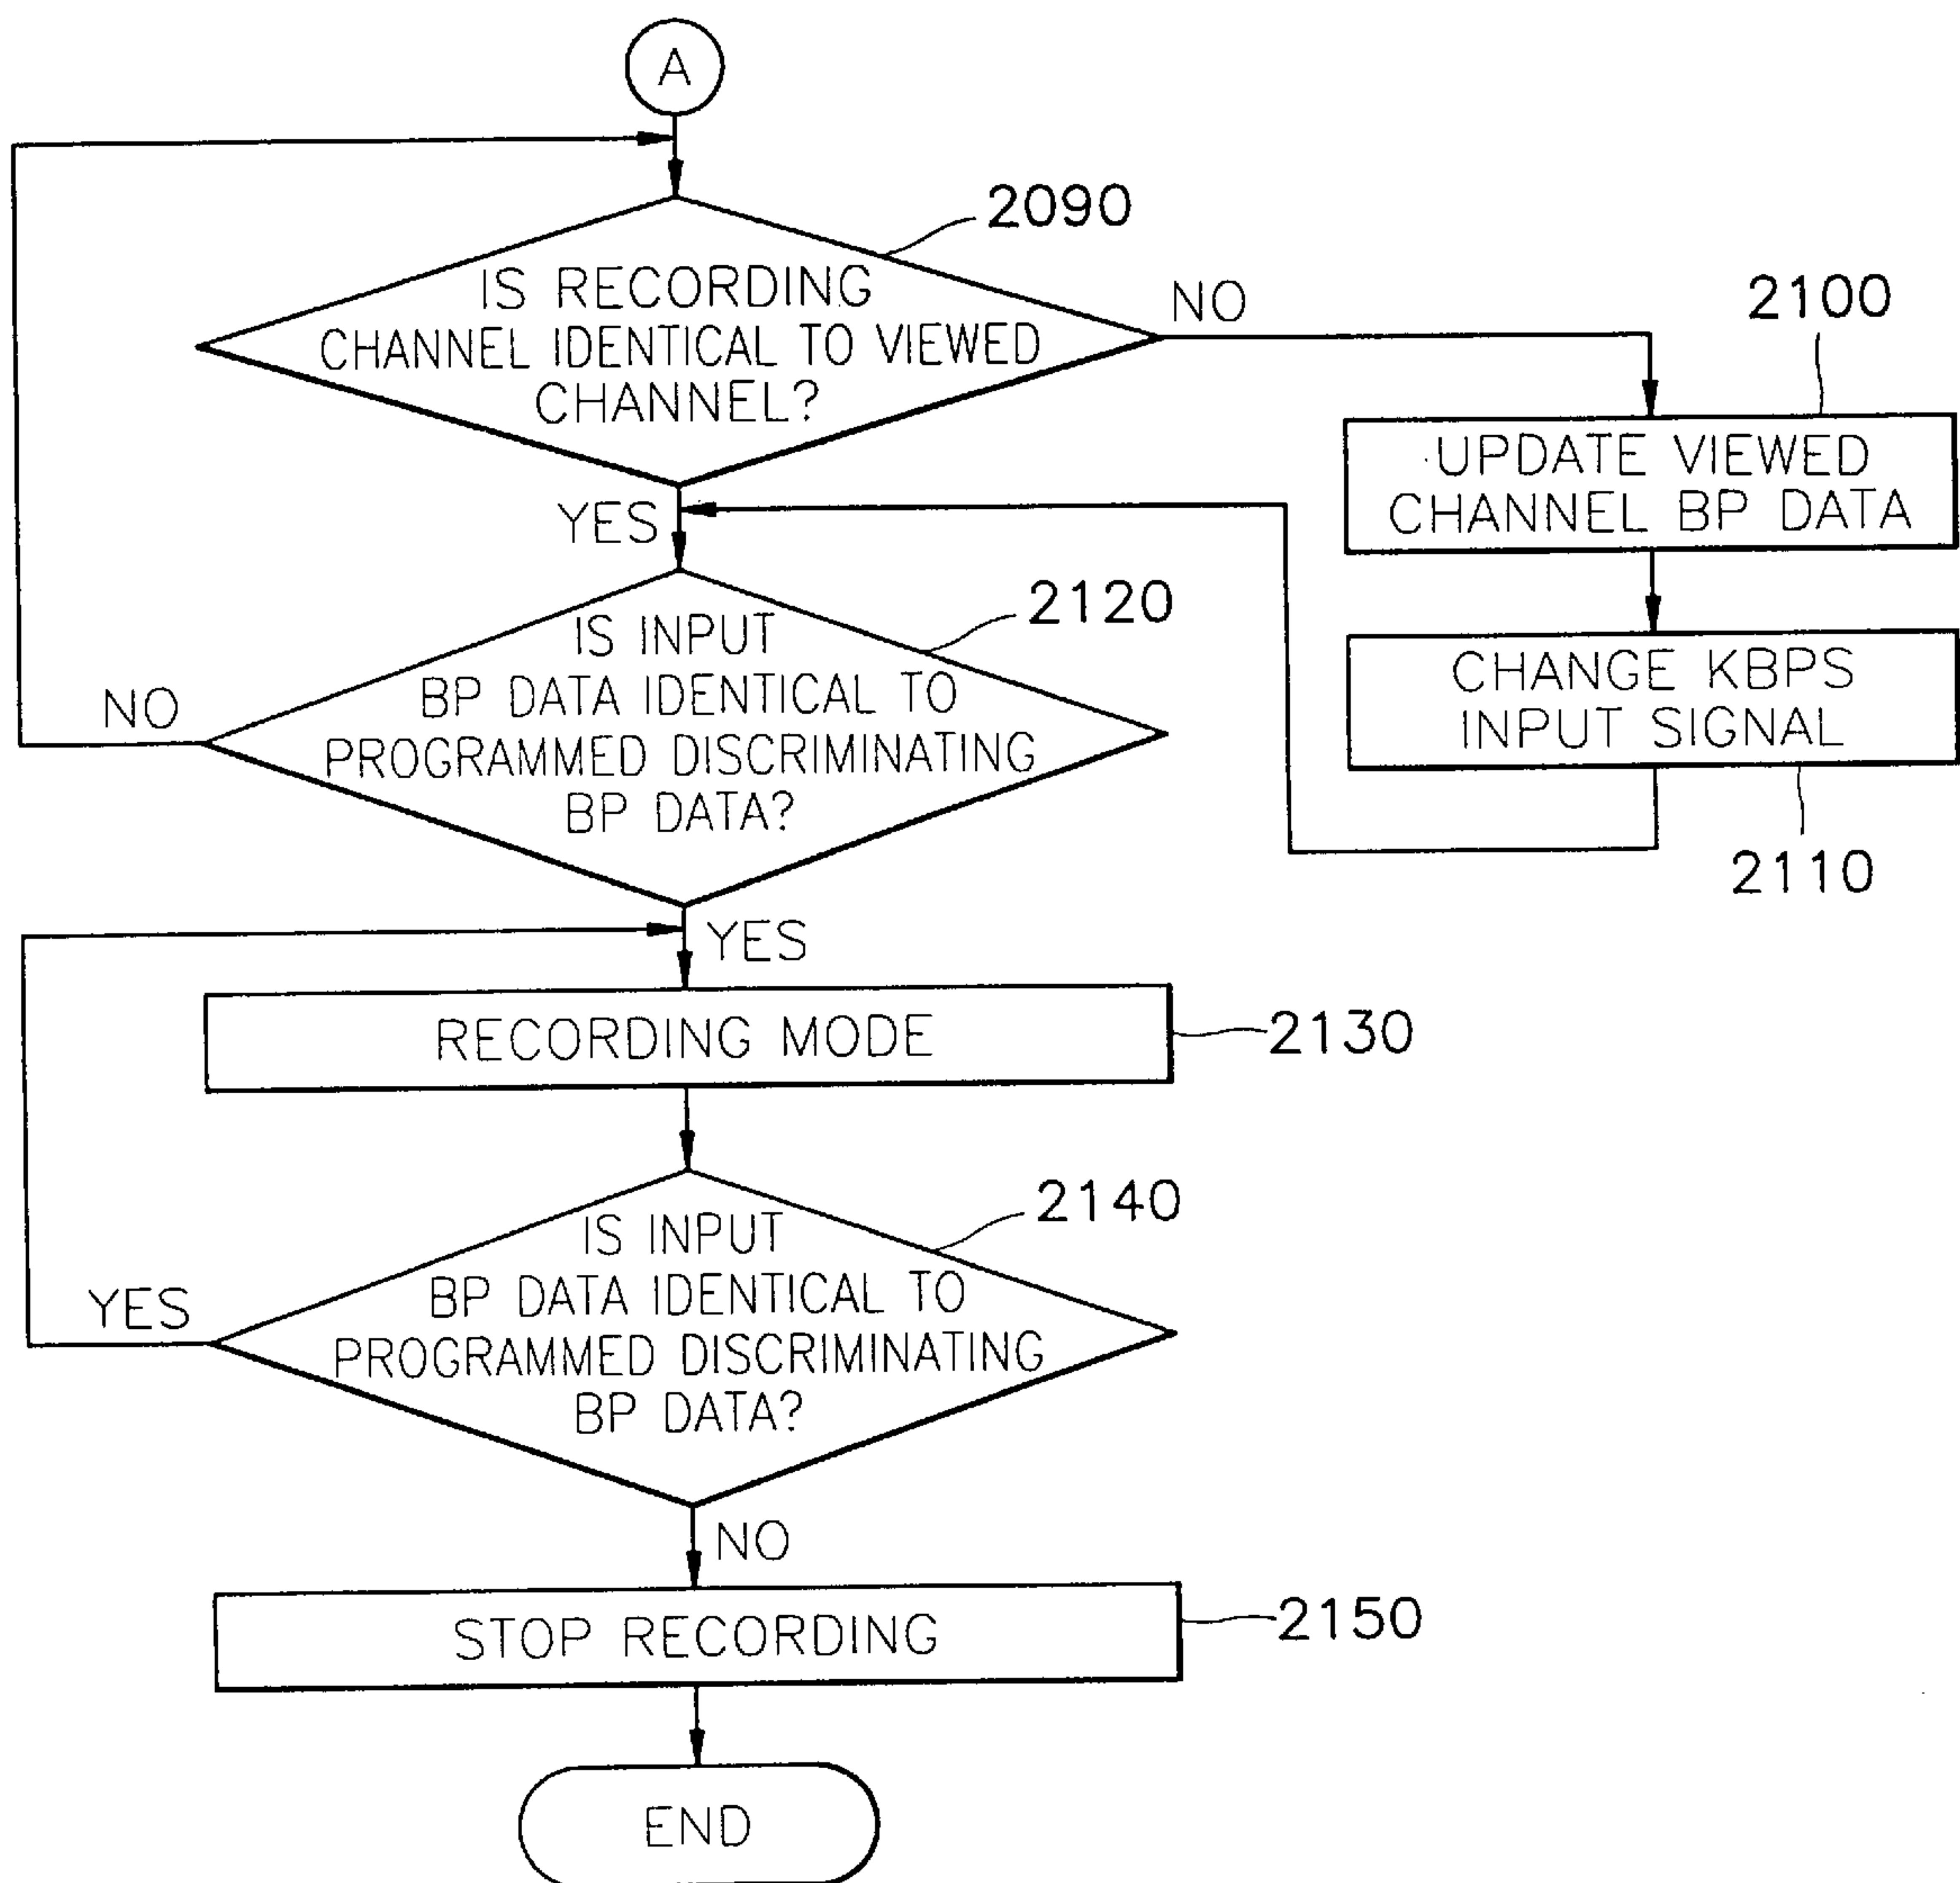 A
2090
IS RECORDING
CHANNEL IDENTICAL TO VIEWED
CHANNEL?
NO
2100
UPDATE VIEWED
CHANNEL BP DATA
YES
CHANGE KBPS
INPUT SIGNAL
2110
2120
IS INPUT
BP DATA IDENTICAL TO
PROGRAMMED DISCRIMINATING
BP DATA?
NO
YES
RECORDING MODE
2130
2140
IS INPUT
BP DATA IDENTICAL TO
PROGRAMMED DISCRIMINATING
BP DATA?
YES
NO
STOP RECORDING
2150
END